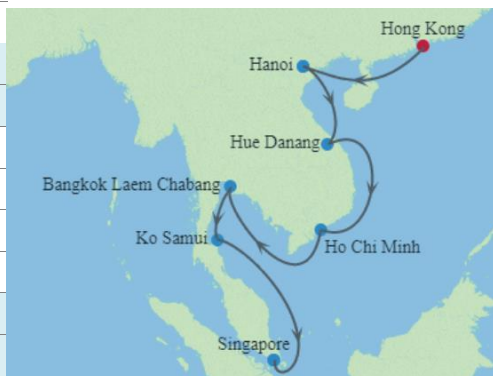 Hong Kong
Hanoi
Hue Danang
Bangkok Laem Chabang
Ko Samui
Ho Chi Minh
Singapore